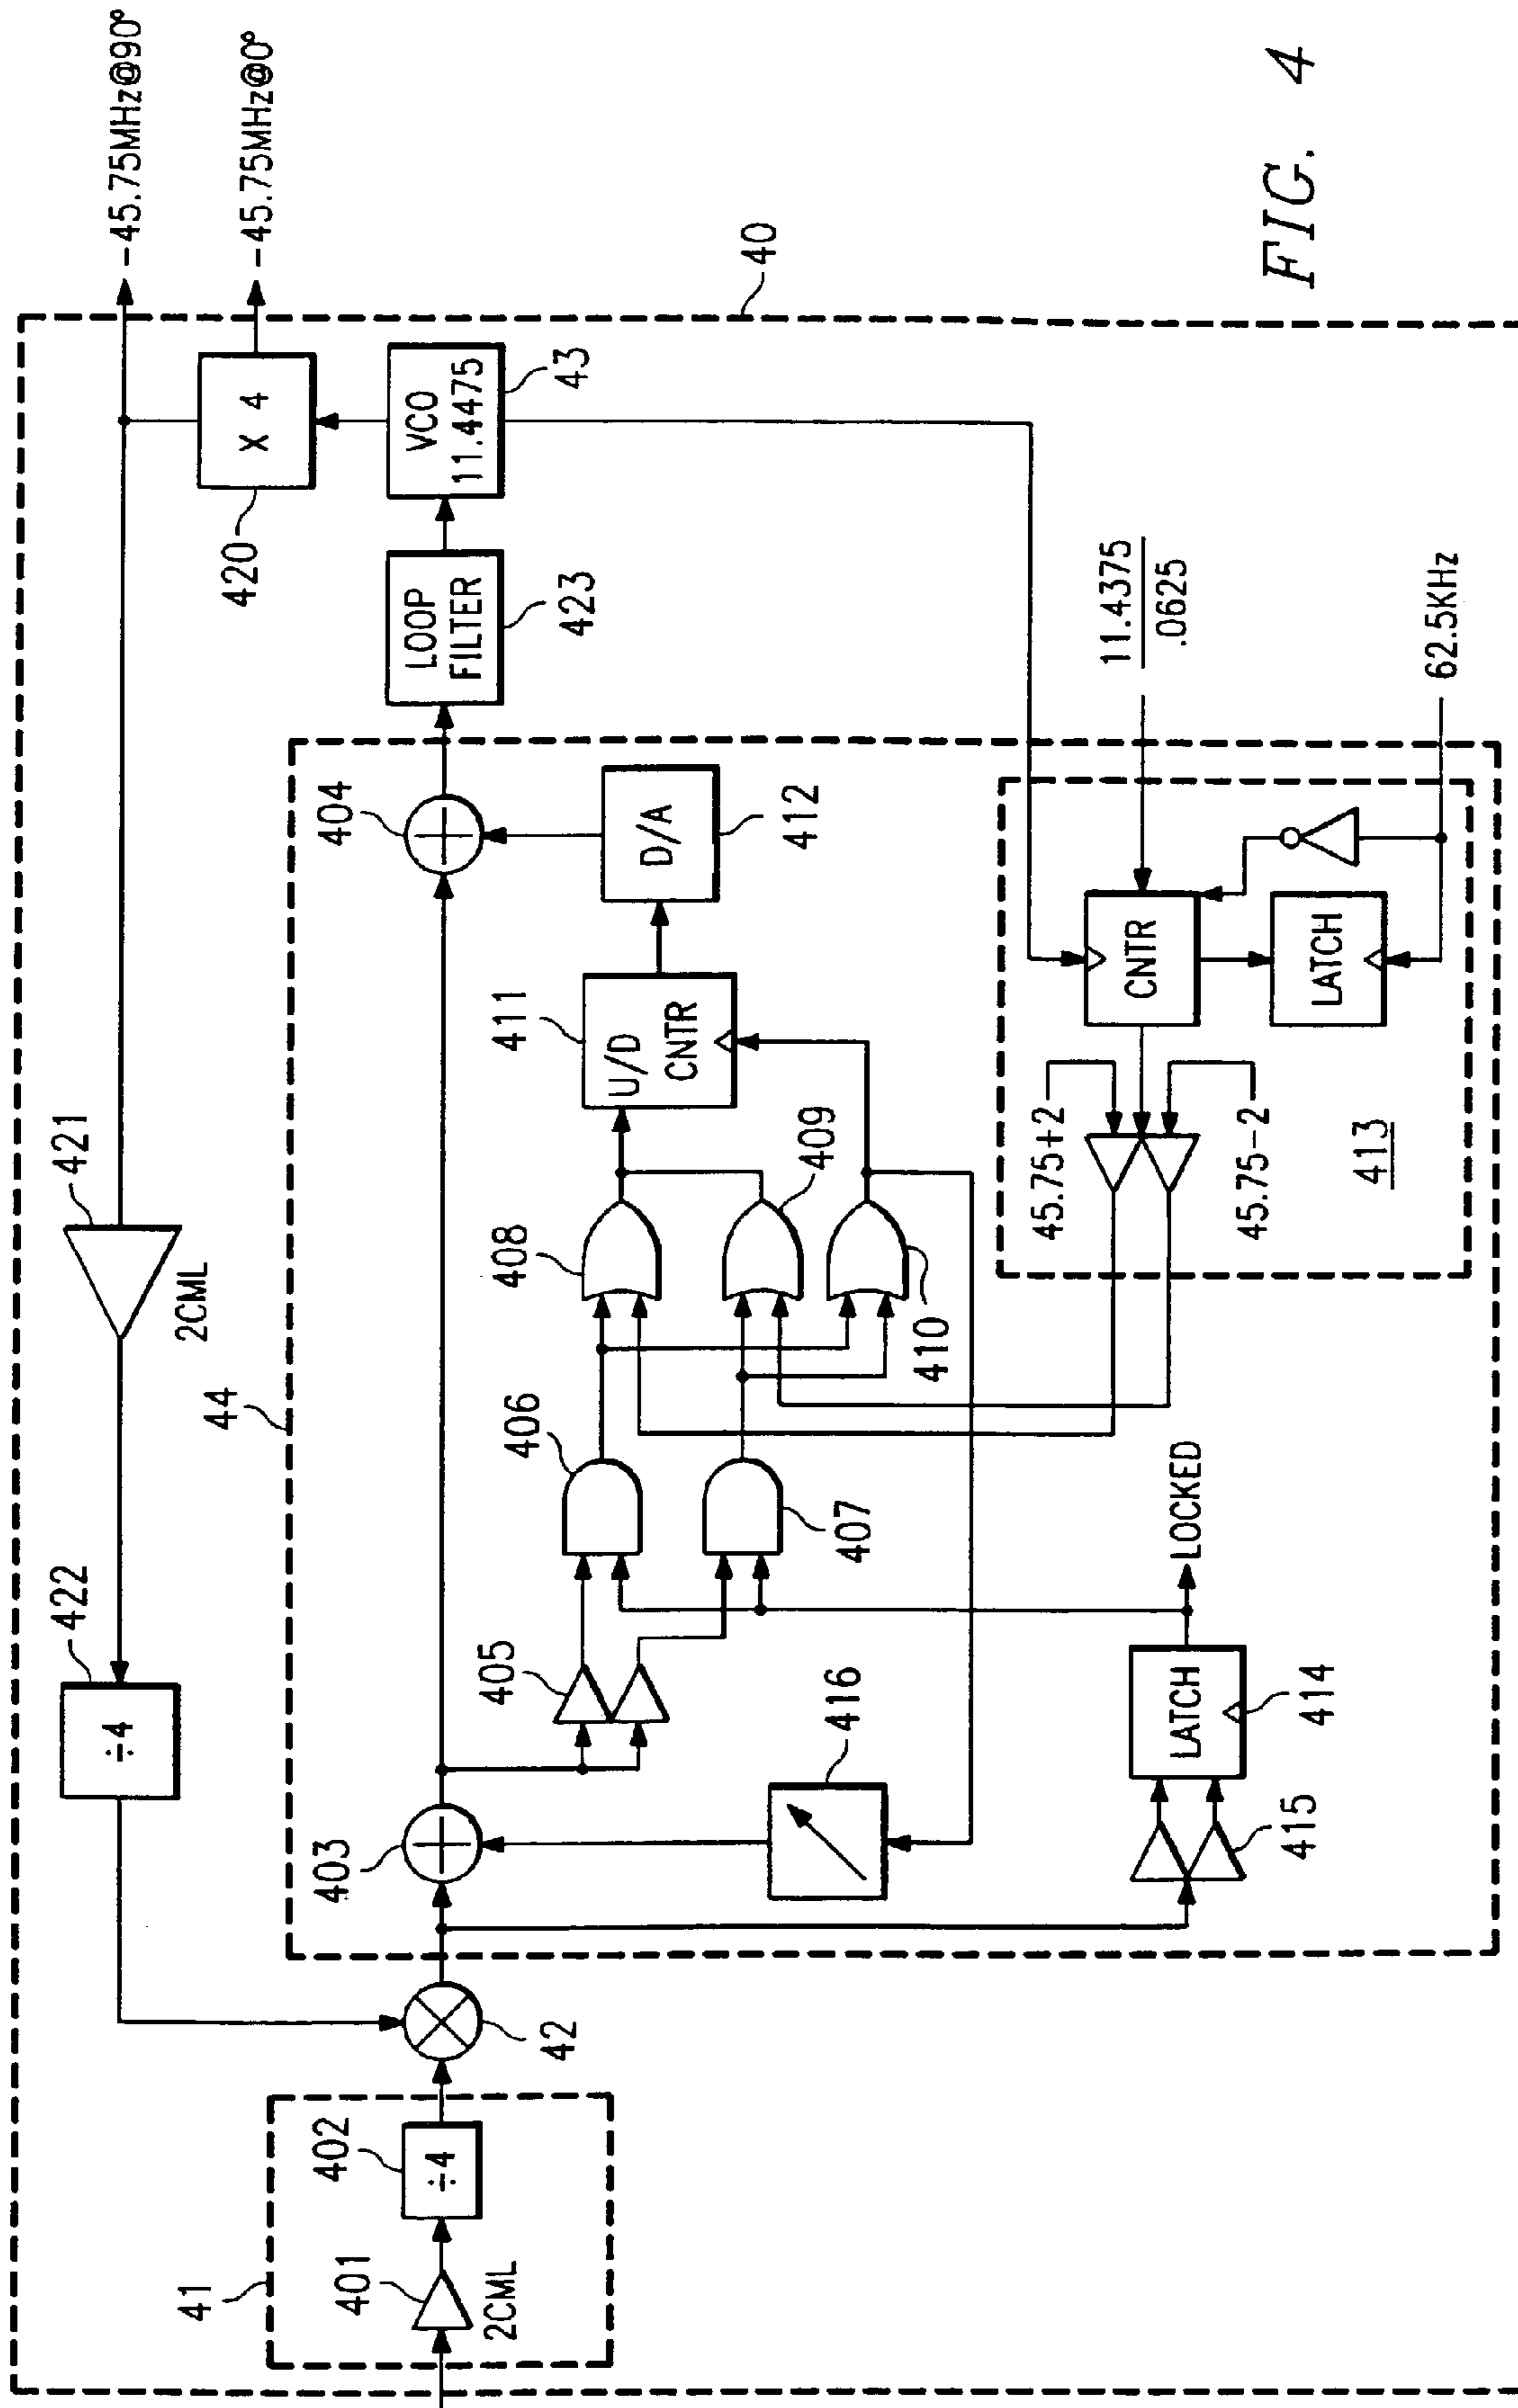 -45.75MHz@90°
-45.75MHz@0°
40
FIG. 4
X 4
420
VCO
11.4475
43
LOOP
FILTER
423
421
2CML
422
÷4
44
404
D/A
412
411
U/D
CNTR
408
409
410
406
407
405
403
416
11.4375
.0625
62.5KHz
CNTR
LATCH
45.75+2
45.75-2
413
LOCKED
LATCH
414
415
42
41
402
÷4
401
2CML